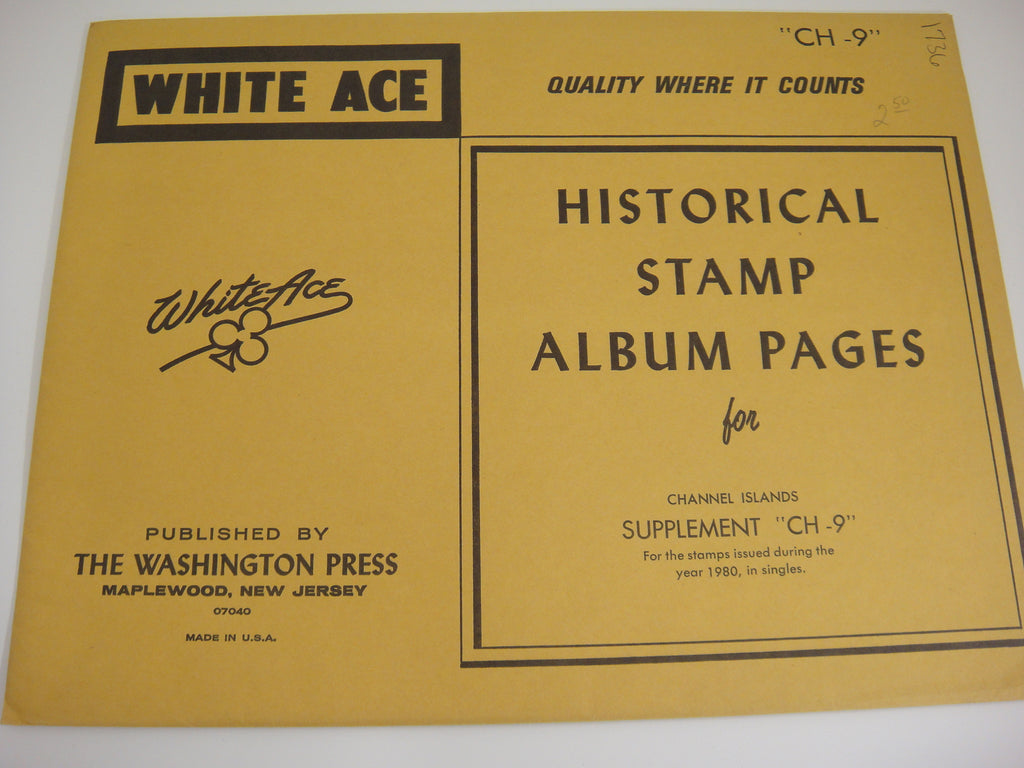 "CH -9"
1736
WHITE ACE
QUALITY WHERE IT COUNTS
2 50
HISTORICAL
STAMP
ALBUM PAGES
for
White Ace
CHANNEL ISLANDS
SUPPLEMENT "CH -9"
For the stamps issued during the
year 1980, in singles.
PUBLISHED BY
THE WASHINGTON PRESS
MAPLEWOOD, NEW JERSEY
07040
MADE IN U.S.A.